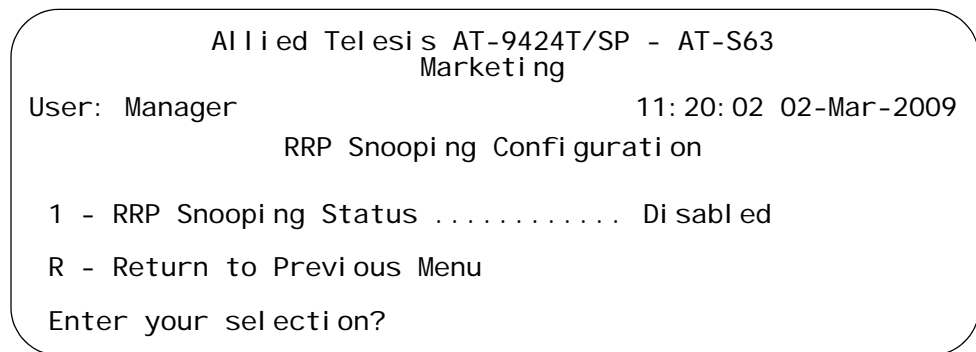 Allied Telesis AT-9424T/SP - AT-S63
Marketing
User: Manager 11:20:02 02-Mar-2009
RRP Snooping Configuration
1 - RRP Snooping Status ............ Disabled
R - Return to Previous Menu
Enter your selection?